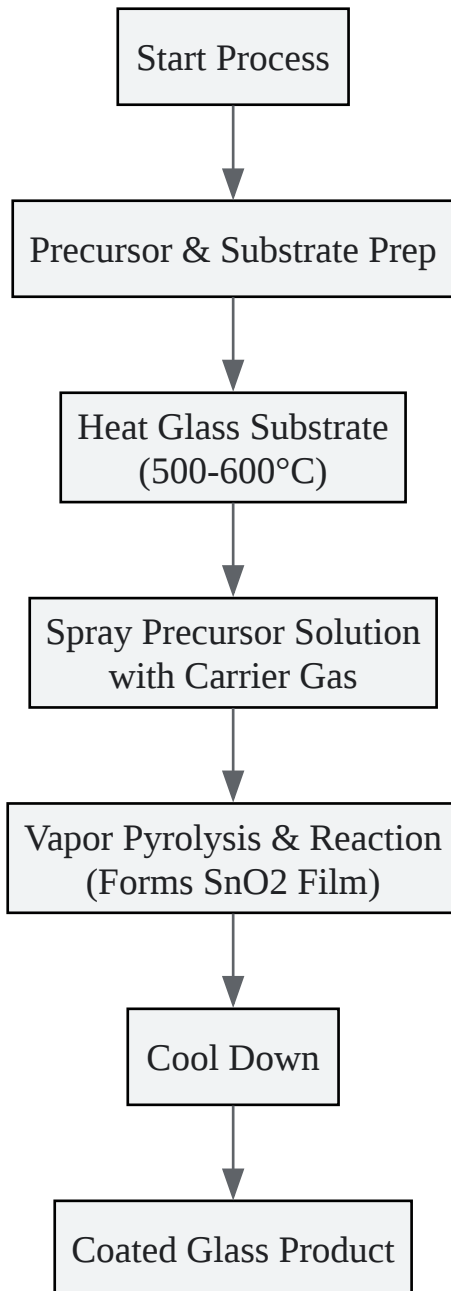 Start Process
Precursor & Substrate Prep
Heat Glass Substrate
(500-600°C)
Spray Precursor Solution
with Carrier Gas
Vapor Pyrolysis & Reaction
(Forms SnO2 Film)
Cool Down
Coated Glass Product